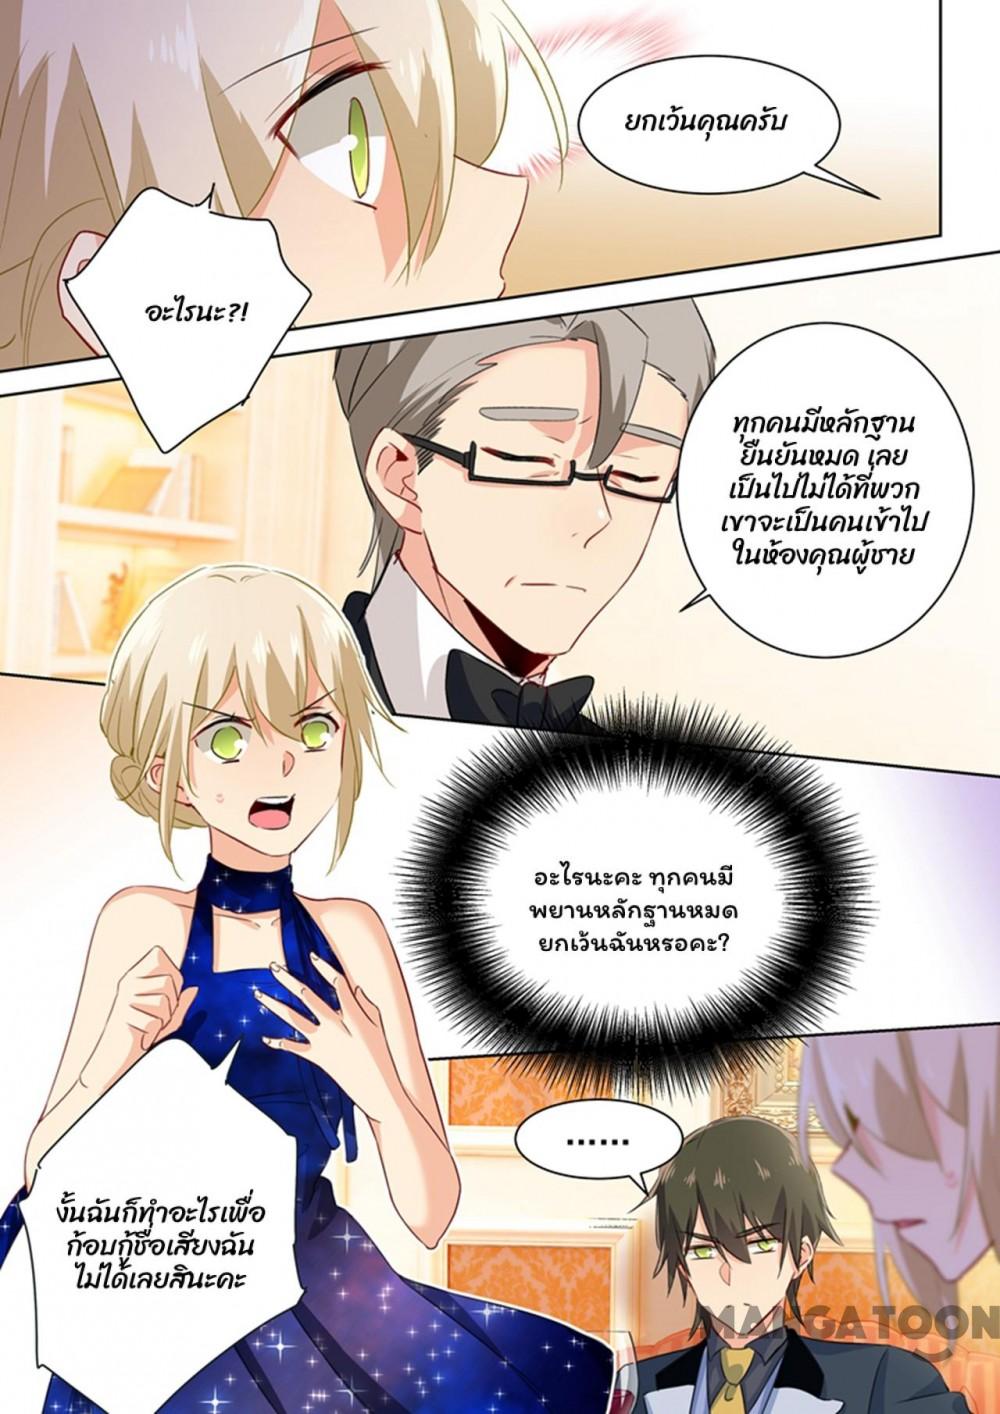 ยกเว้นคุณครับ
อะไรนะ?!
ทุกคนมีหลักฐาน
ยืนยันหมด เลย
เป็นไปไม่ได้ที่พวก
เขาจะเป็นคนเข้าไป
ในห้องคุณผู้ชาย
อะไรนะคะ ทุกคนมี
พยานหลักฐานหมด
ยกเว้นฉันหรอคะ?
......
งั้นฉันก็ทำอะไรเพื่อ
ก้อบกู้ชื่อเสียงฉัน
ไม่ได้เลยสินะคะ
MANGATOON